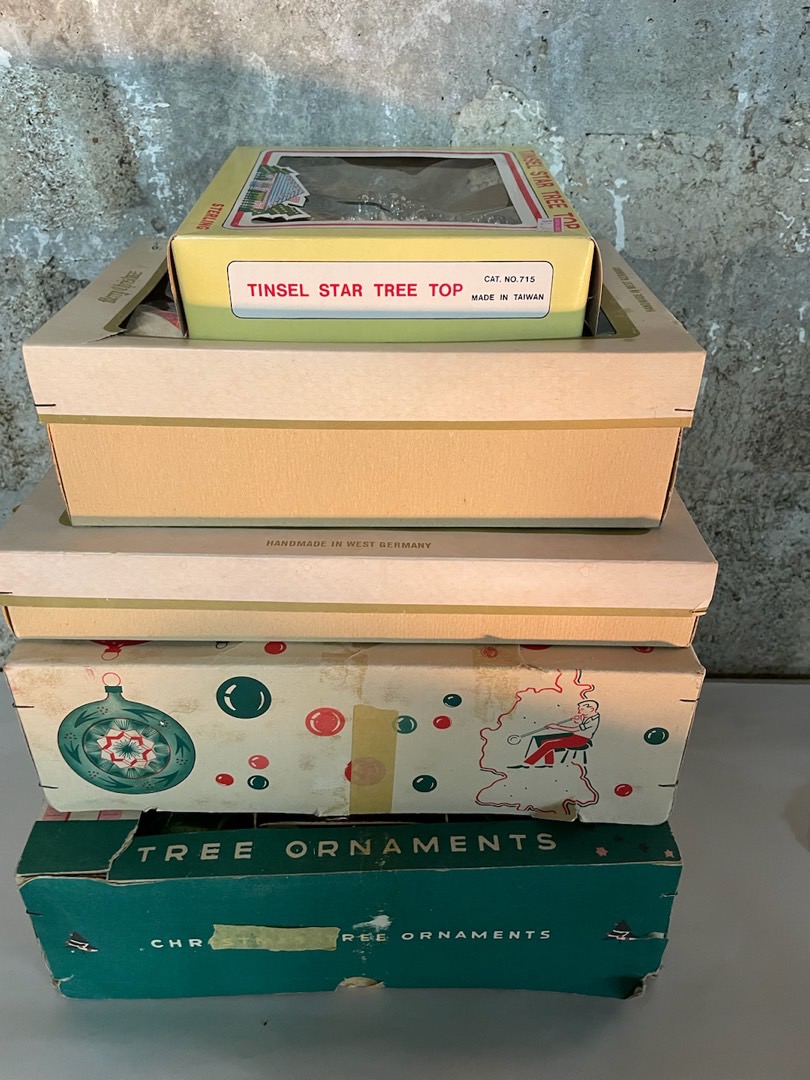 TINSEL STAR TREE TOP
STERLING
TINSEL STAR TREE TOP
CAT. NO.715
MADE IN TAIWAN
HANDMADE IN WEST GERMANY
TREE ORNAMENTS
CHR REE ORNAMENTS